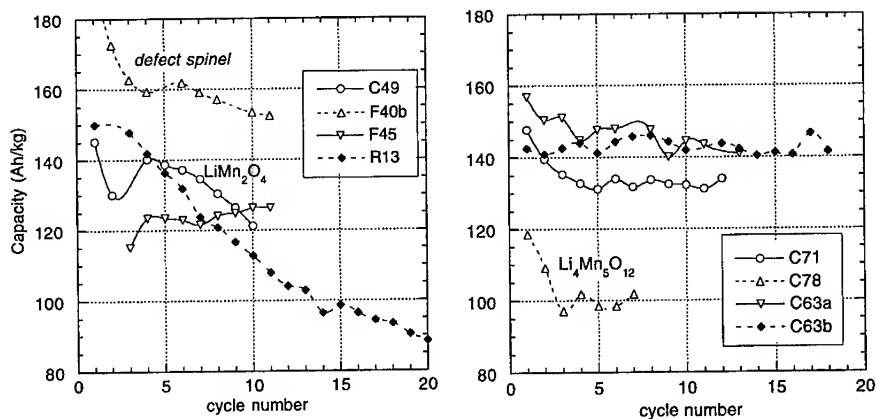 Capacity (Ah/kg)
180
160
140
120
100
80
0
5
10
15
20
cycle number
defect spinel
LiMn₂O₄
C49
F40b
F45
R13
180
160
140
120
100
80
0
5
10
15
20
cycle number
Li₄Mn₅O₁₂
C71
C78
C63a
C63b